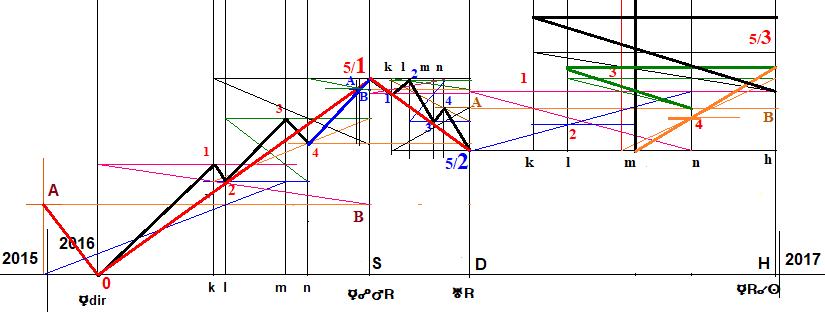 5/3
5/1
k l m n
2
A
B
1
3
1
A
3
4
B
1
3
4
2
4
5/2
k l m n h
A
2
B
2015
2016
0
S
D
H
2017
k l m n
☿dir
☿☍♂R
♅R
☿R☌☉